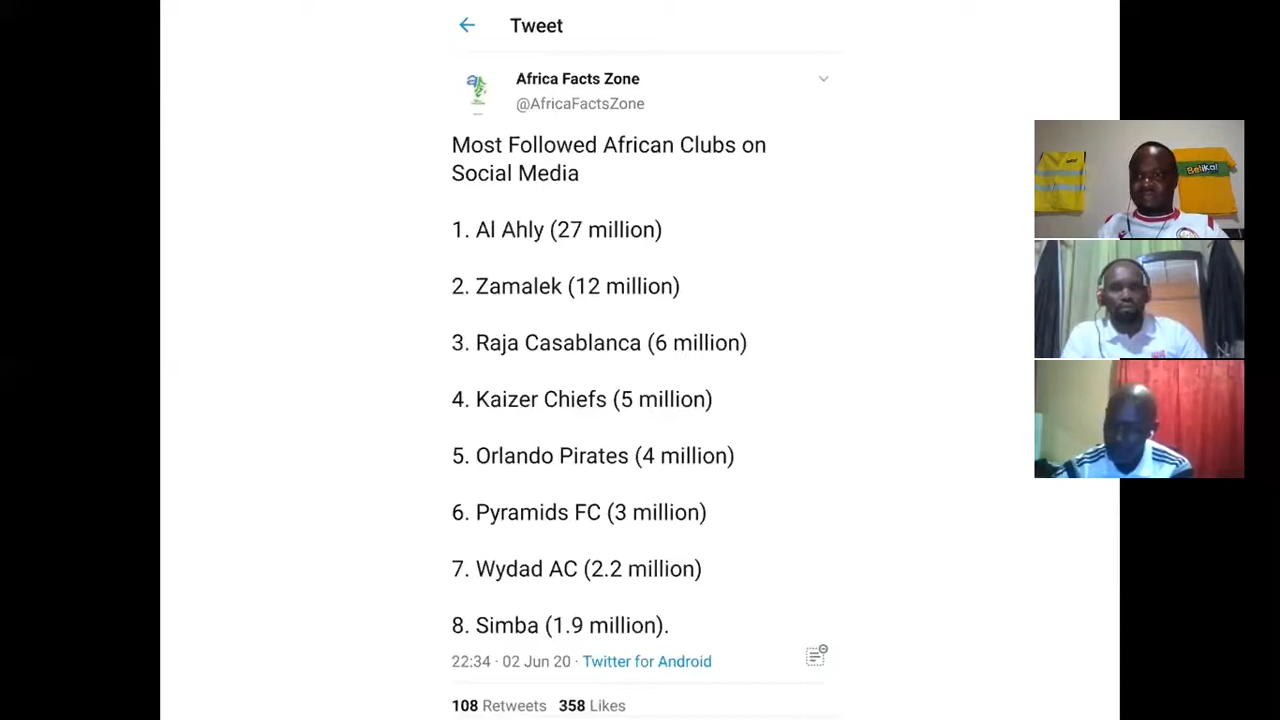 Tweet
Africa Facts Zone
@AfricaFactsZone
Most Followed African Clubs on
Social Media
1. Al Ahly (27 million)
2. Zamalek (12 million)
3. Raja Casablanca (6 million)
4. Kaizer Chiefs (5 million)
5. Orlando Pirates (4 million)
6. Pyramids FC (3 million)
7. Wydad AC (2.2 million)
8. Simba (1.9 million).
22:34 · 02 Jun 20 · Twitter for Android
108 Retweets 358 Likes
Betika!